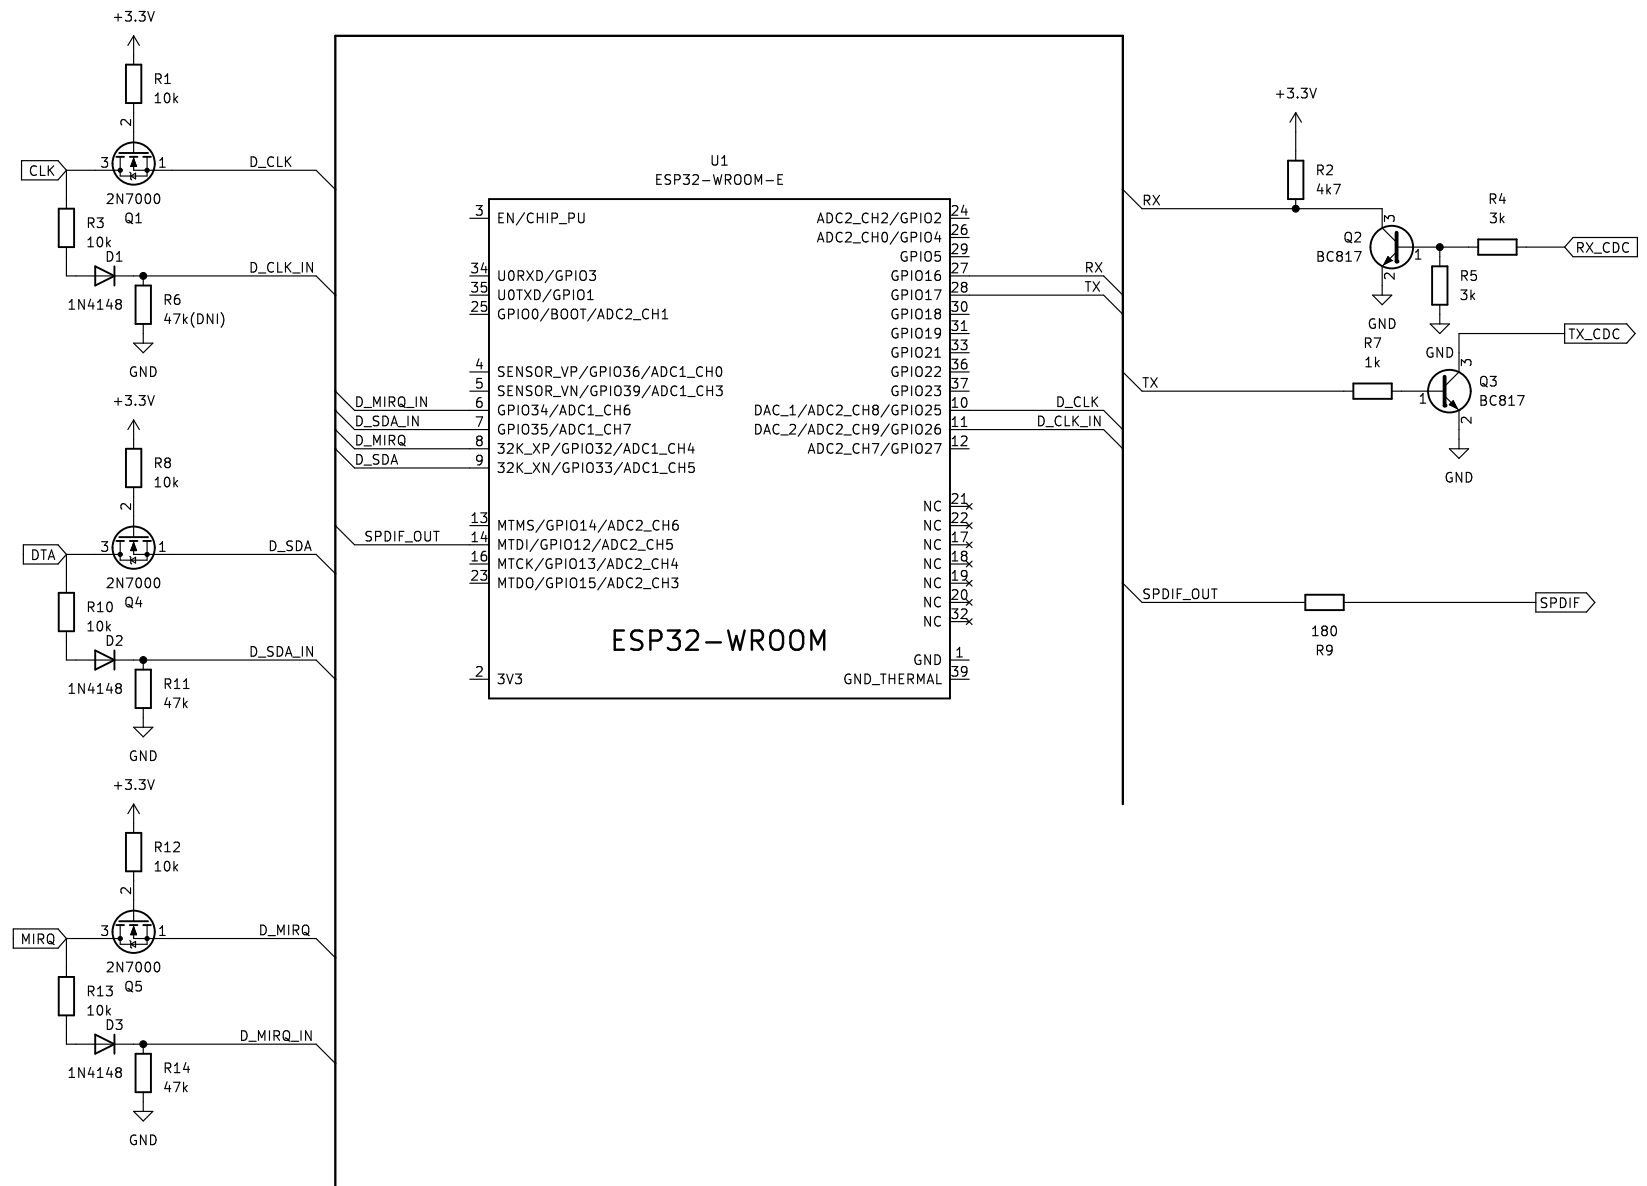 +3.3V
R1
10k
2
CLK
3
1
D_CLK
2N7000
Q1
R3
10k
D1
1N4148
D_CLK_IN
R6
47k(DNI)
GND
+3.3V
R8
10k
2
DTA
3
1
D_SDA
2N7000
Q4
R10
10k
D2
1N4148
D_SDA_IN
R11
47k
GND
+3.3V
R12
10k
2
MIRQ
3
1
D_MIRQ
2N7000
Q5
R13
10k
D3
1N4148
D_MIRQ_IN
R14
47k
GND
U1
ESP32-WROOM-E
3 EN/CHIP_PU
34 U0RXD/GPIO3
35 U0TXD/GPIO1
25 GPIO0/BOOT/ADC2_CH1
4 SENSOR_VP/GPIO36/ADC1_CH0
5 SENSOR_VN/GPIO39/ADC1_CH3
D_MIRQ_IN 6 GPIO34/ADC1_CH6
D_SDA_IN 7 GPIO35/ADC1_CH7
D_MIRQ 8 32K_XP/GPIO32/ADC1_CH4
D_SDA 9 32K_XN/GPIO33/ADC1_CH5
13 MTMS/GPIO14/ADC2_CH6
SPDIF_OUT 14 MTDI/GPIO12/ADC2_CH5
16 MTCK/GPIO13/ADC2_CH4
23 MTDO/GPIO15/ADC2_CH3
ESP32-WROOM
2 3V3
ADC2_CH2/GPIO2 24
ADC2_CH0/GPIO4 26
GPIO5 29
GPIO16 27 RX
GPIO17 28 TX
GPIO18 30
GPIO19 31
GPIO21 33
GPIO22 36
GPIO23 37
DAC_1/ADC2_CH8/GPIO25 10 D_CLK
DAC_2/ADC2_CH9/GPIO26 11 D_CLK_IN
ADC2_CH7/GPIO27 12
NC 21
NC 22
NC 17
NC 18
NC 19
NC 20
NC 32
GND 1
GND_THERMAL 39
+3.3V
R2
4k7
RX
3
Q2
BC817
1
2
GND
R4
3k
RX_CDC
R5
3k
GND
TX_CDC
R7
1k
TX
3
1
Q3
BC817
2
GND
SPDIF_OUT
180
R9
SPDIF